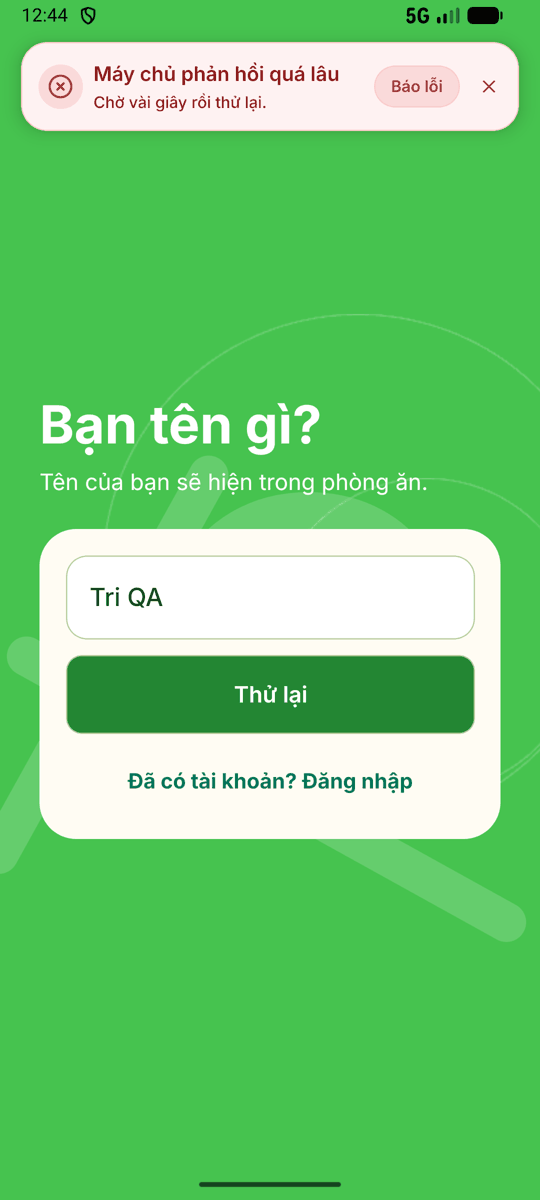 12:44
5G
Máy chủ phản hồi quá lâu
Chờ vài giây rồi thử lại.
Báo lỗi
Bạn tên gì?
Tên của bạn sẽ hiện trong phòng ăn.
Tri QA
Thử lại
Đã có tài khoản? Đăng nhập